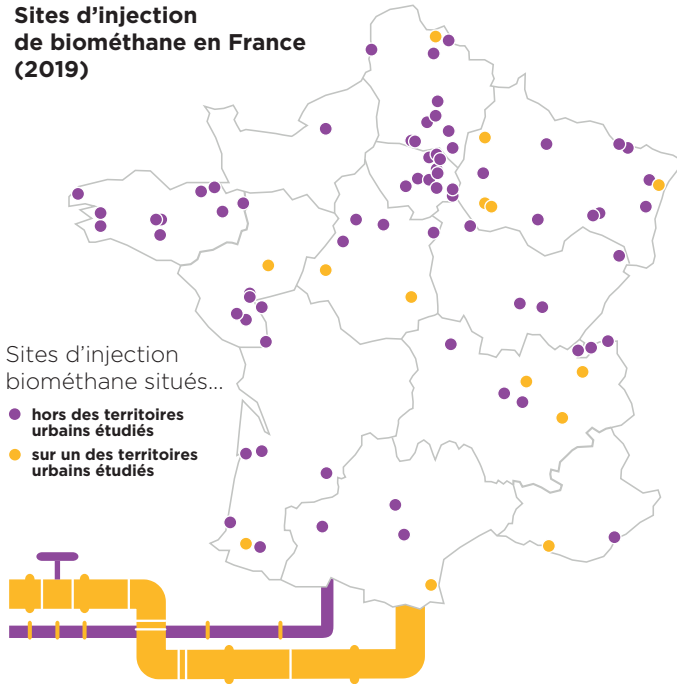 Sites d’injection
de biométhane en France
(2019)
Sites d’injection
biométhane situés...
hors des territoires
urbains étudiés
sur un des territoires
urbains étudiés